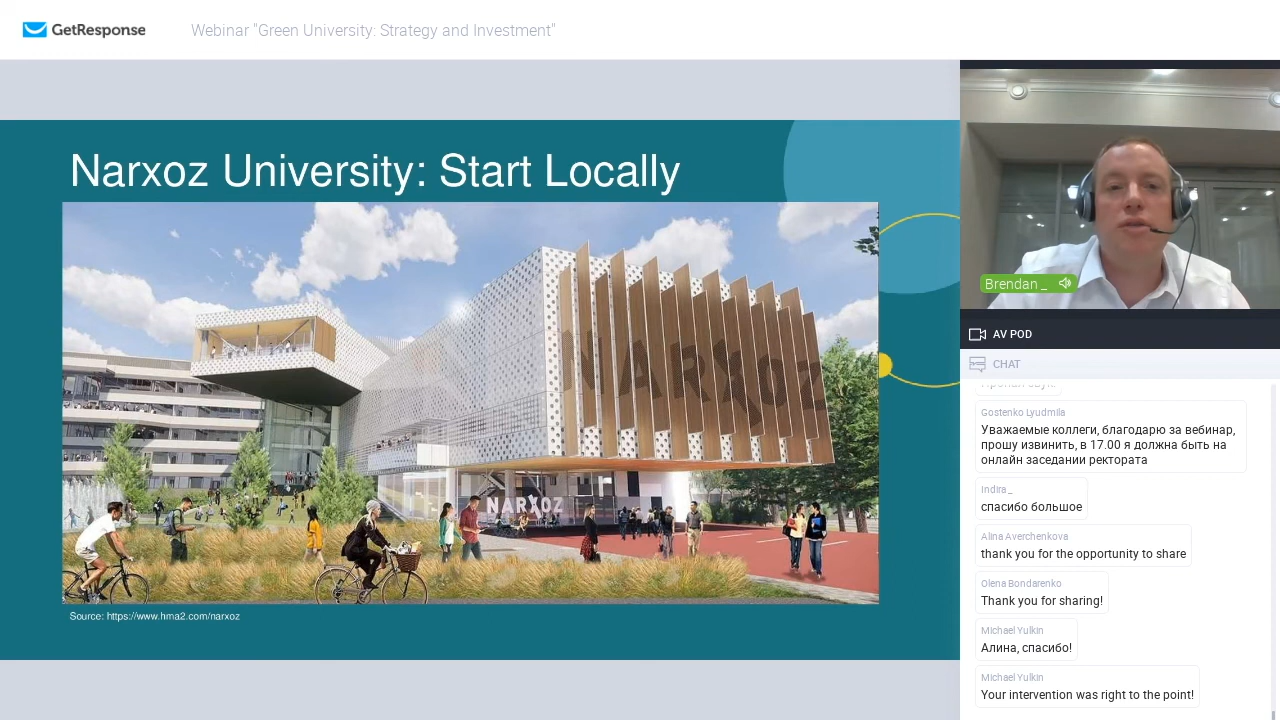 GetResponse
Webinar "Green University: Strategy and Investment"
Narxoz University: Start Locally
NARXOZ
NARXOZ
Source: https://www.hma2.com/narxoz
Brendan _
AV POD
CHAT
Gostenko Lyudmila
Уважаемые коллеги, благодарю за вебинар,
прошу извинить, в 17.00 я должна быть на
онлайн заседании ректората
Indira _
спасибо большое
Alina Averchenkova
thank you for the opportunity to share
Olena Bondarenko
Thank you for sharing!
Michael Yulkin
Алина, спасибо!
Michael Yulkin
Your intervention was right to the point!